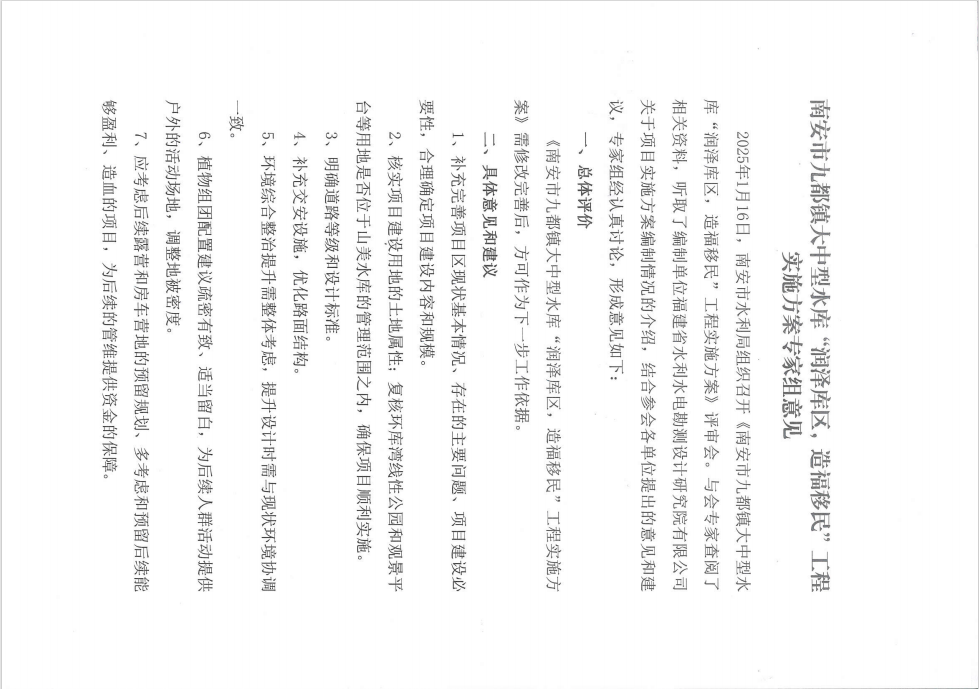 南安市九都镇大中型水库“润泽库区，造福移民”工程
实施方案专家组意见
2025年1月16日，南安市水利局组织召开《南安市九都镇大中型水
库“润泽库区，造福移民”工程实施方案》评审会。与会专家查阅了
相关资料，听取了编制单位福建省水利水电勘测设计研究院有限公司
关于项目实施方案编制情况的介绍，结合参会各单位提出的意见和建
议，专家组经认真讨论，形成意见如下：
一、总体评价
《南安市九都镇大中型水库“润泽库区，造福移民”工程实施方
案》需修改完善后，方可作为下一步工作依据。
二、具体意见和建议
1、补充完善项目区现状基本情况、存在的主要问题、项目建设必
要性，合理确定项目建设内容和规模。
2、核实项目建设用地的土地属性；复核环库湾线性公园和观景平
台等用地是否位于山美水库的管理范围之内，确保项目顺利实施。
3、明确道路等级和设计标准。
4、补充交安设施，优化路面结构。
5、环境综合整治提升需整体考虑，提升设计时需与现状环境协调
一致。
6、植物组团配置建议疏密有致、适当留白，为后续人群活动提供
户外的活动场地，调整地被密度。
7、应考虑后续露营和房车营地的预留规划、多考虑和预留后续能
够盈利、造血的项目，为后续的管维提供资金的保障。